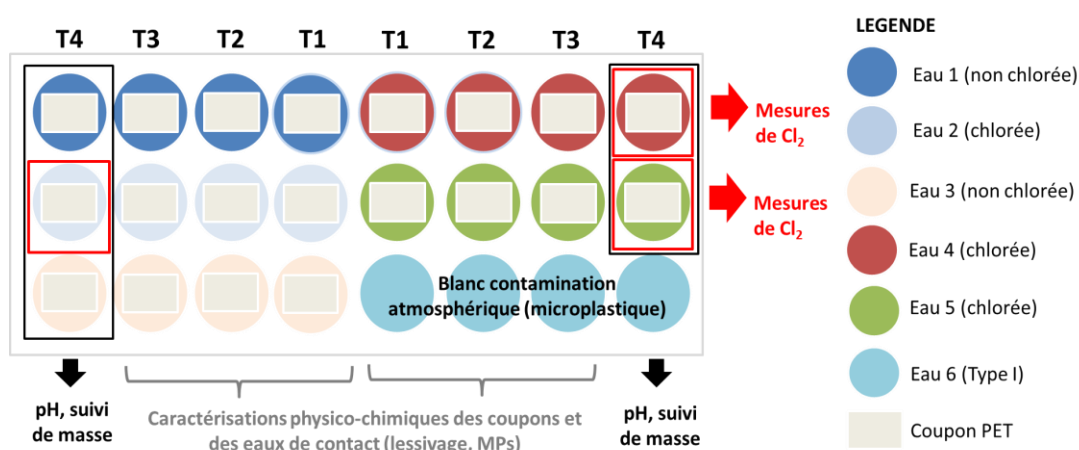 T4 T3 T2 T1 T1 T2 T3 T4
LEGENDE
Eau 1 (non chlorée)
Eau 2 (chlorée)
Eau 3 (non chlorée)
Eau 4 (chlorée)
Eau 5 (chlorée)
Eau 6 (Type I)
Coupon PET
Mesures
de Cl2
Mesures
de Cl2
Blanc contamination
atmosphérique (microplastique)
pH, suivi
de masse
Caractérisations physico-chimiques des coupons et
des eaux de contact (lessivage, MPs)
pH, suivi
de masse